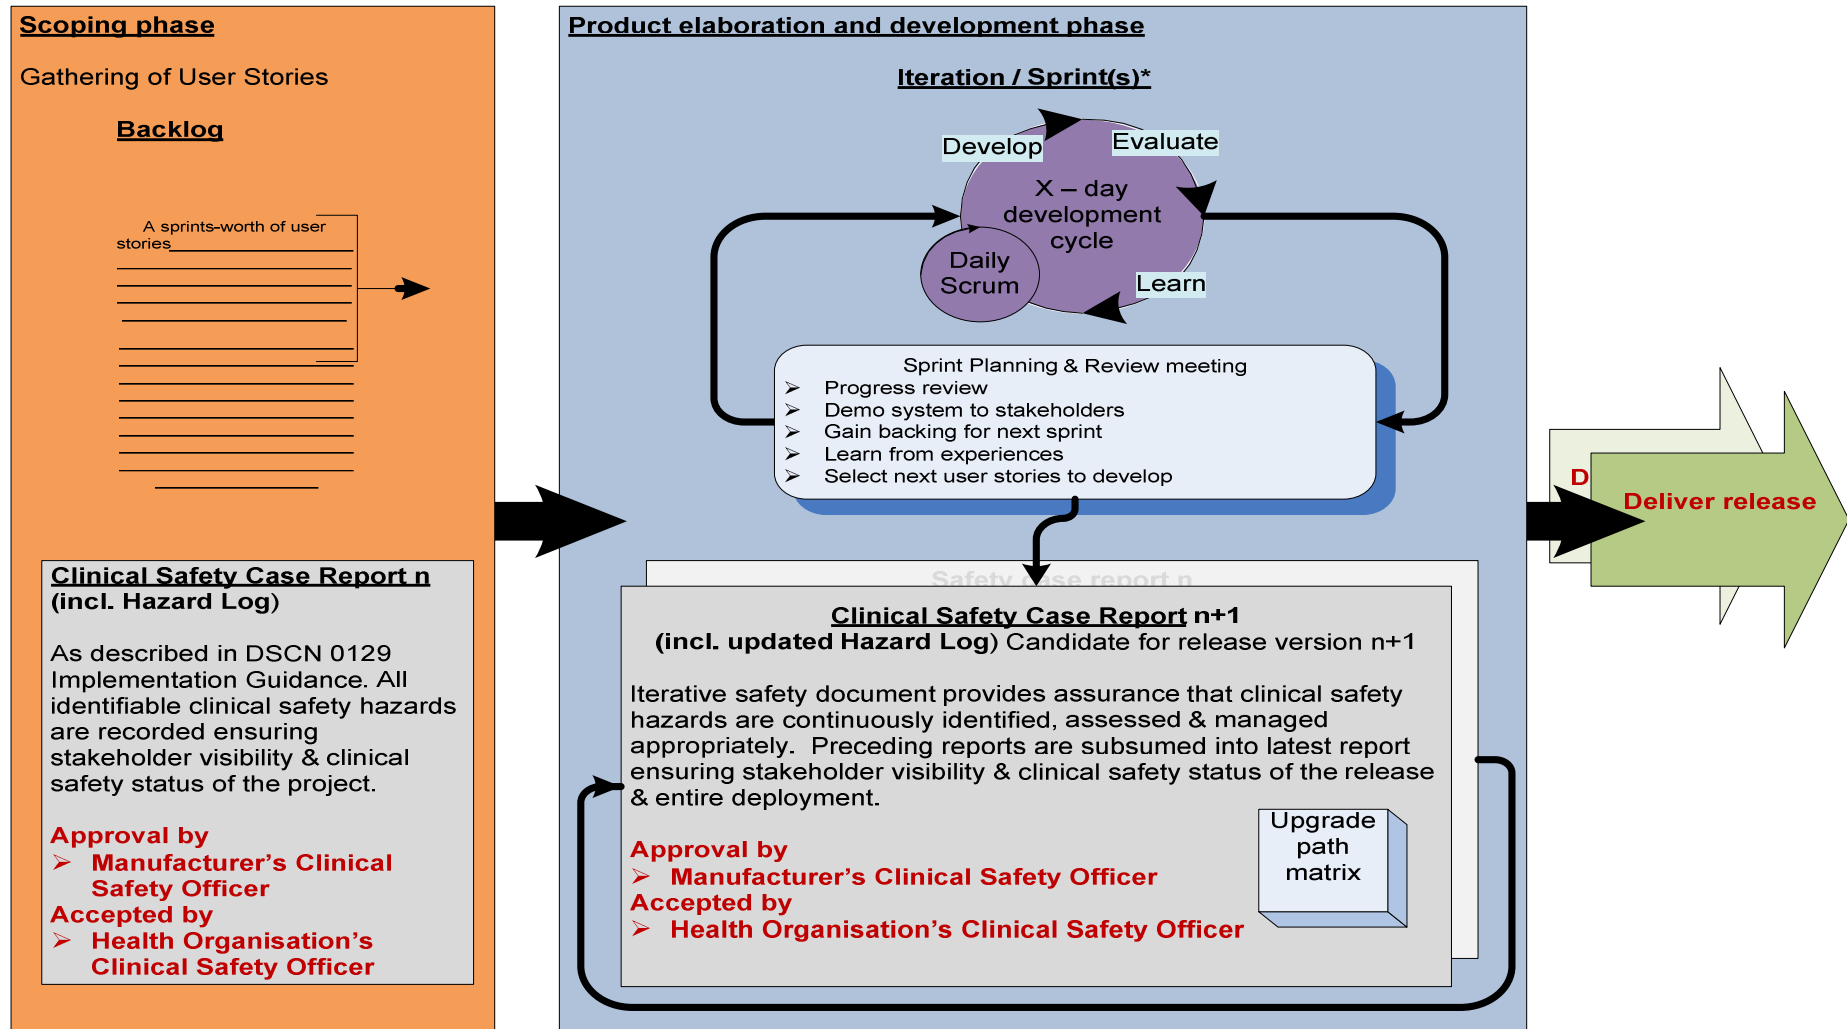 Scoping phase
Gathering of User Stories
Backlog
A sprints-worth of user
stories
Clinical Safety Case Report n
(incl. Hazard Log)
As described in DSCN 0129
Implementation Guidance. All
identifiable clinical safety hazards
are recorded ensuring
stakeholder visibility & clinical
safety status of the project.
Approval by
➢ Manufacturer’s Clinical
Safety Officer
Accepted by
➢ Health Organisation’s
Clinical Safety Officer
Product elaboration and development phase
Iteration / Sprint(s)*
Develop
Evaluate
X – day
development
cycle
Daily
Scrum
Learn
Sprint Planning & Review meeting
➢ Progress review
➢ Demo system to stakeholders
➢ Gain backing for next sprint
➢ Learn from experiences
➢ Select next user stories to develop
Safety case report n
Clinical Safety Case Report n+1
(incl. updated Hazard Log) Candidate for release version n+1
Iterative safety document provides assurance that clinical safety
hazards are continuously identified, assessed & managed
appropriately.  Preceding reports are subsumed into latest report
ensuring stakeholder visibility & clinical safety status of the release
& entire deployment.
Approval by
➢ Manufacturer’s Clinical Safety Officer
Accepted by
➢ Health Organisation’s Clinical Safety Officer
Upgrade
path
matrix
D
Deliver release